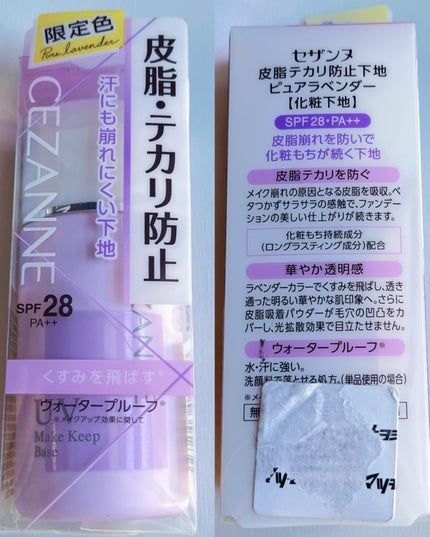 限定色
Pure lavender
皮脂・テカリ防止
汗にも崩れにくい下地
CEZANNE
SPF28
PA++
くすみを飛ばす※
ウォータープルーフ※
※メイクアップ効果に関して
UV
Make Keep
Base
セザンヌ
皮脂テカリ防止下地
ピュアラベンダー
【化粧下地】
SPF28・PA++
皮脂崩れを防いで
化粧もちが続く下地
皮脂テカリを防ぐ
メイク崩れの原因となる皮脂を吸収。ベ
タつかずサラサラの感触で、ファンデー
ションの美しい仕上がりが続きます。
化粧もち持続成分
(ロングラスティング成分)配合
華やか透明感
ラベンダーカラーでくすみを飛ばし、透き
通った明るい華やかな肌印象へ。さらに
皮脂吸着パウダーが毛穴の凹凸をカ
バーし、光拡散効果で目立たせません。
ウォータープルーフ※
水・汗に強い。
洗顔料で落とせる処方。(単品使用の場合)
※メ
無